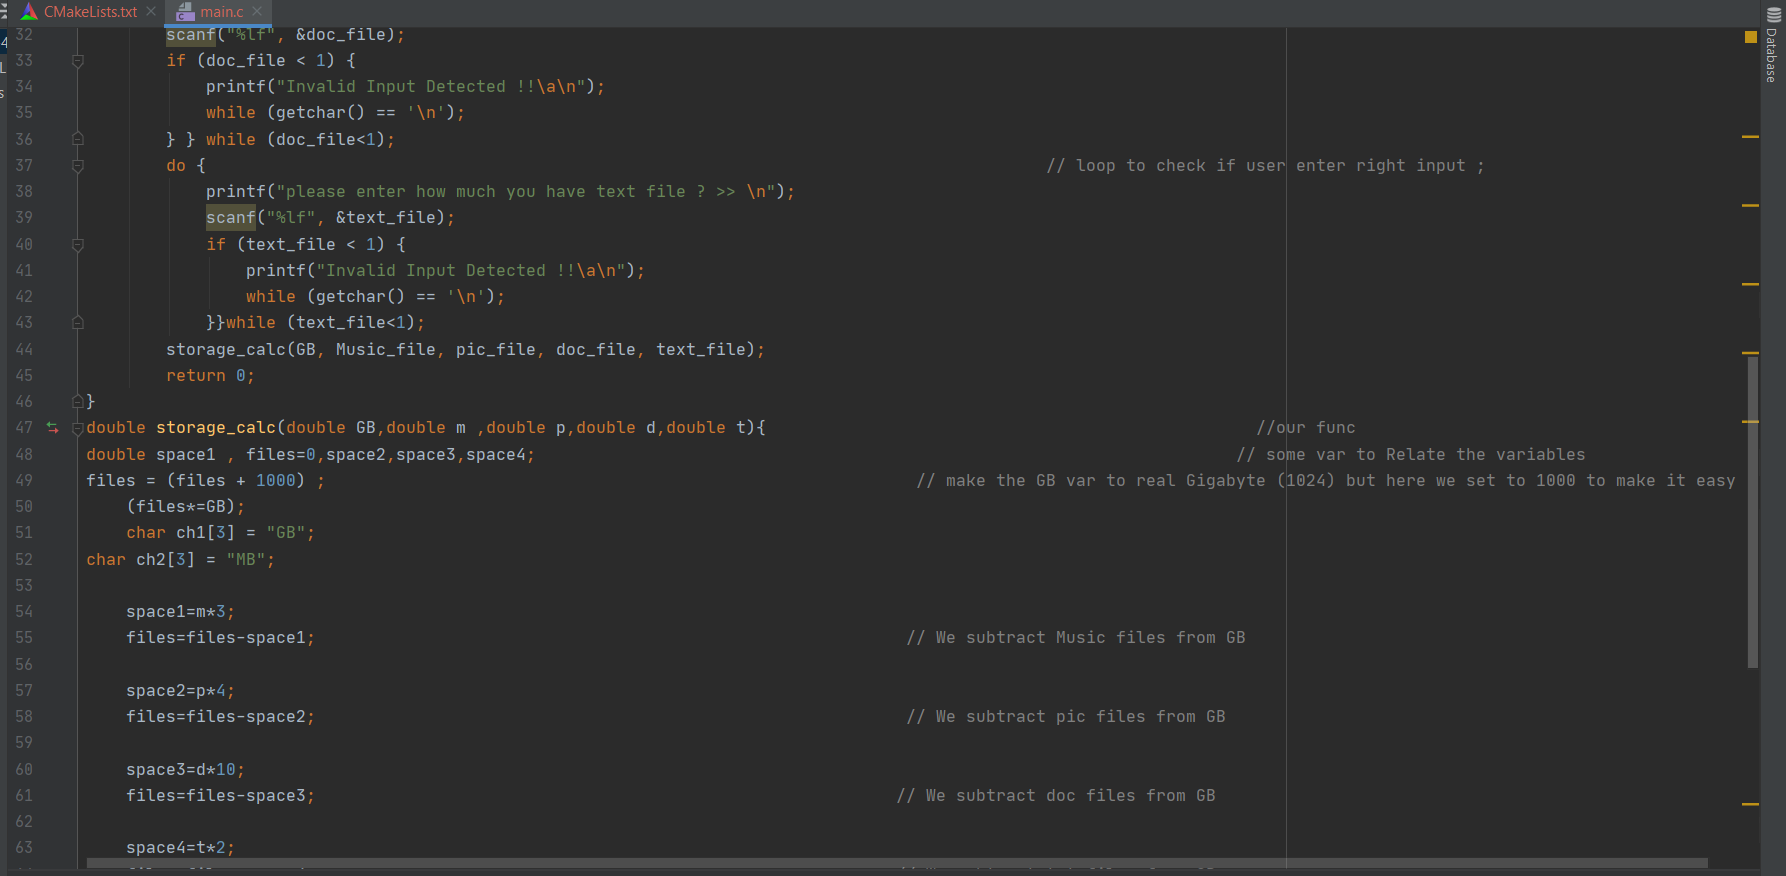 CMakeLists.txt main.c
Database
32 scanf("%lf", &doc_file);
33 if (doc_file < 1) {
34 printf("Invalid Input Detected !!\a\n");
35 while (getchar() == '\n');
36 } } while (doc_file<1);
37 do { // loop to check if user enter right input ;
38 printf("please enter how much you have text file ? >> \n");
39 scanf("%lf", &text_file);
40 if (text_file < 1) {
41 printf("Invalid Input Detected !!\a\n");
42 while (getchar() == '\n');
43 }}while (text_file<1);
44 storage_calc(GB, Music_file, pic_file, doc_file, text_file);
45 return 0;
46 }
47 double storage_calc(double GB,double m ,double p,double d,double t){ //our func
48 double space1 , files=0,space2,space3,space4; // some var to Relate the variables
49 files = (files + 1000) ; // make the GB var to real Gigabyte (1024) but here we set to 1000 to make it easy
50 (files*=GB);
51 char ch1[3] = "GB";
52 char ch2[3] = "MB";
53
54 space1=m*3;
55 files=files-space1; // We subtract Music files from GB
56
57 space2=p*4;
58 files=files-space2; // We subtract pic files from GB
59
60 space3=d*10;
61 files=files-space3; // We subtract doc files from GB
62
63 space4=t*2;